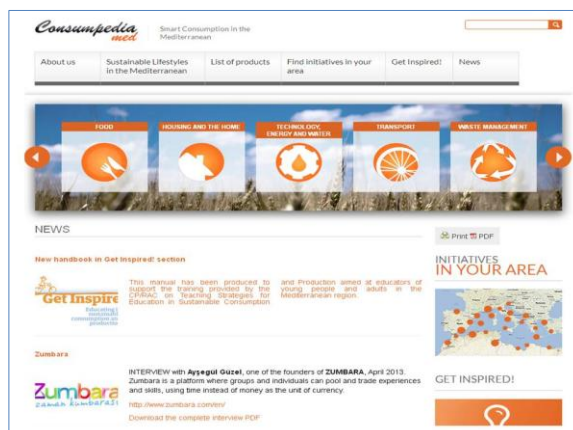 Consumpedia
med
Smart Consumption in the
Mediterranean
About us
Sustainable Lifestyles
in the Mediterranean
List of products
Find initiatives in your
area
Get Inspired!
News
FOOD
HOUSING AND THE HOME
TECHNOLOGY,
ENERGY AND WATER
TRANSPORT
WASTE MANAGEMENT
NEWS
Print PDF
New handbook in Get Inspired! section
Get Inspire
Educating
sustainable
consumption an
production
This manual has been produced to
support the training provided by the
CP/RAC on Teaching Strategies for
Education in Sustainable Consumption
and Production aimed at educators of
young people and adults in the
Mediterranean region.
INITIATIVES
IN YOUR AREA
Zumbara
Zumbara
zaman kumbarası
INTERVIEW with Ayşegül Güzel, one of the founders of ZUMBARA, April 2013.
Zumbara is a platform where groups and individuals can pool and trade experiences
and skills, using time instead of money as the unit of currency.
http://www.zumbara.com/en/
Download the complete interview PDF
GET INSPIRED!